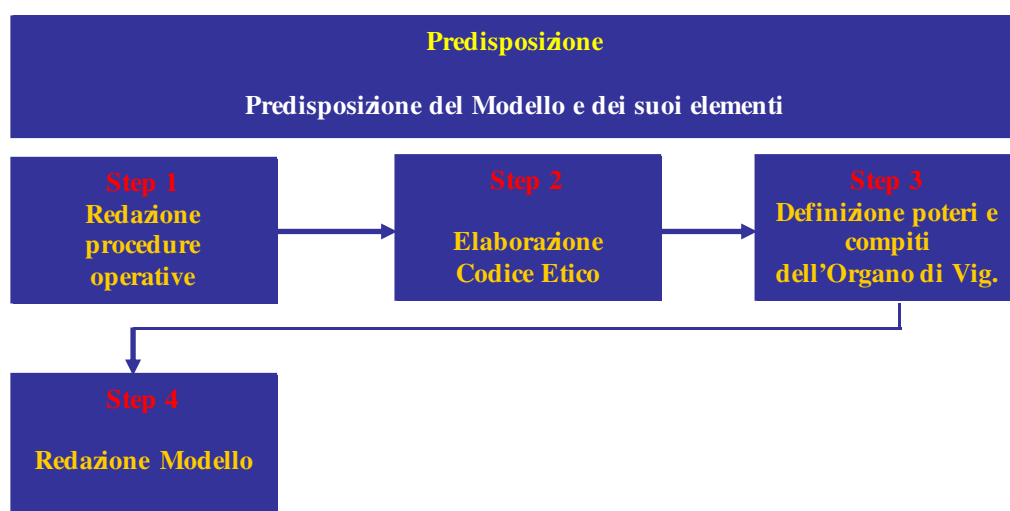 Predisposizione
Predisposizione del Modello e dei suoi elementi
Step 1
Redazione
procedure
operative
Step 2
Elaborazione
Codice Etico
Step 3
Definizione poteri e
compiti
dell’Organo di Vig.
Step 4
Redazione Modello